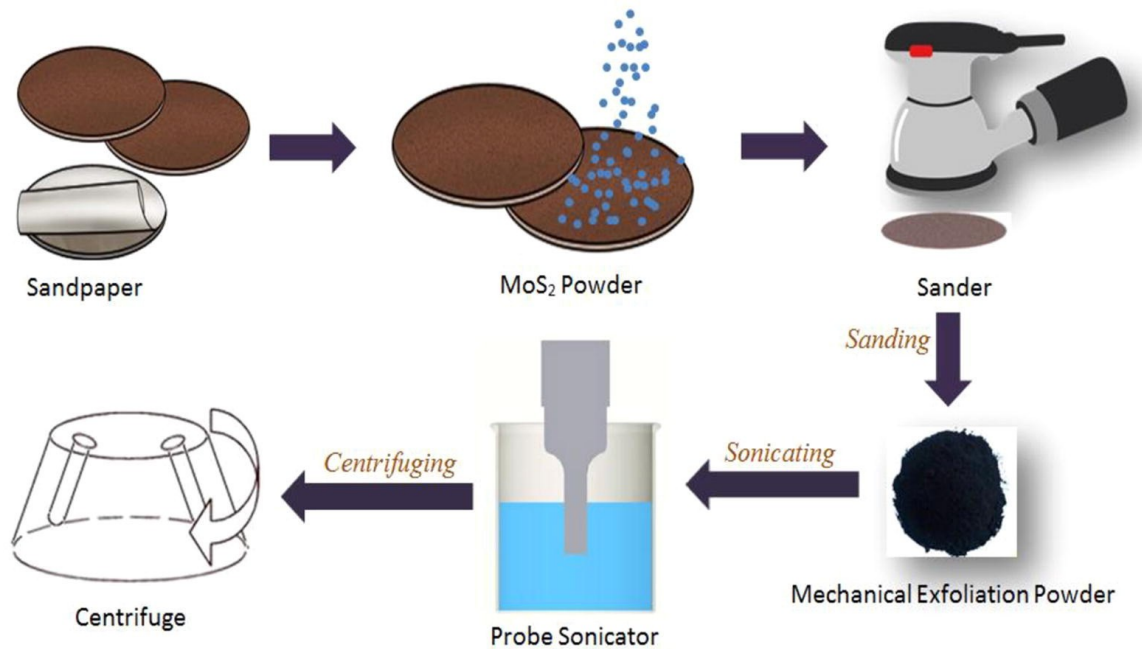 Sandpaper
MoS₂ Powder
Sander
Sanding
Mechanical Exfoliation Powder
Sonicating
Probe Sonicator
Centrifuging
Centrifuge